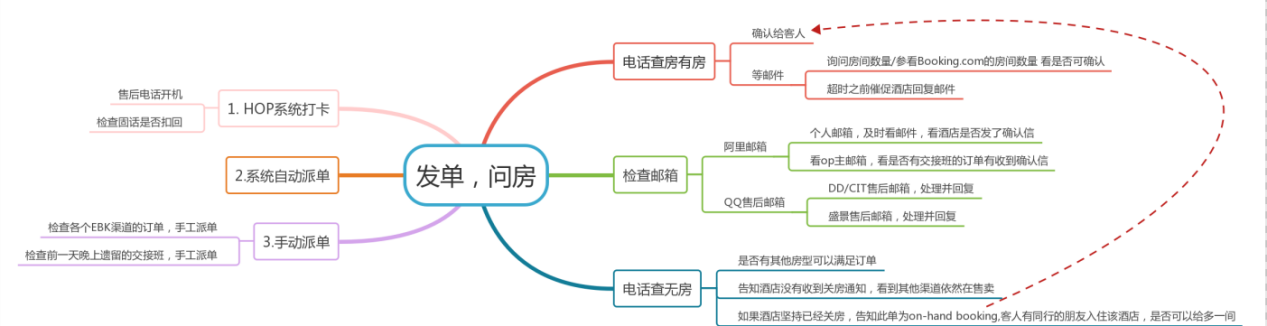 发单，问房
1. HOP系统打卡
售后电话开机
检查固话是否扣回
2.系统自动派单
3.手动派单
检查各个EBK渠道的订单，手工派单
检查前一天晚上遗留的交接班，手工派单
电话查房有房
确认给客人
等邮件
询问房间数量/参看Booking.com的房间数量 看是否可确认
超时之前催促酒店回复邮件
检查邮箱
阿里邮箱
个人邮箱，及时看邮件，看酒店是否发了确认信
看op主邮箱，看是否有交接班的订单有收到确认信
QQ售后邮箱
DD/CIT售后邮箱，处理并回复
盛景售后邮箱，处理并回复
电话查无房
是否有其他房型可以满足订单
告知酒店没有收到关房通知，看到其他渠道依然在售卖
如果酒店坚持已经关房，告知此单为on-hand booking,客人有同行的朋友入住该酒店，是否可以给多一间